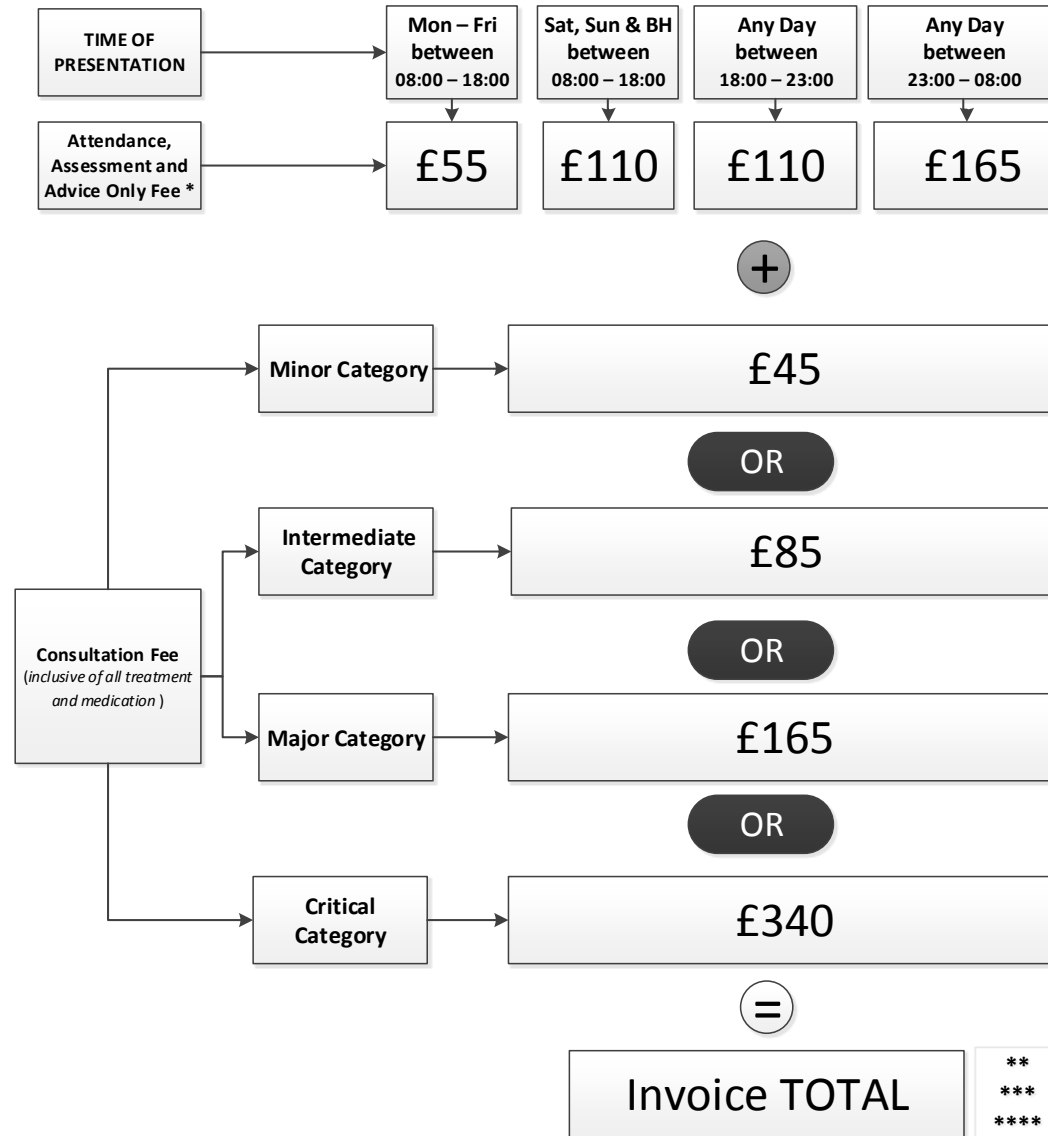 TIME OF
PRESENTATION
Mon – Fri
between
08:00 – 18:00
Sat, Sun & BH
between
08:00 – 18:00
Any Day
between
18:00 – 23:00
Any Day
between
23:00 – 08:00
Attendance,
Assessment and
Advice Only Fee *
£55
£110
£110
£165
+
Minor Category
£45
OR
Intermediate
Category
£85
OR
Consultation Fee
(inclusive of all treatment
and medication )
Major Category
£165
OR
Critical
Category
£340
=
Invoice TOTAL
**
***
****